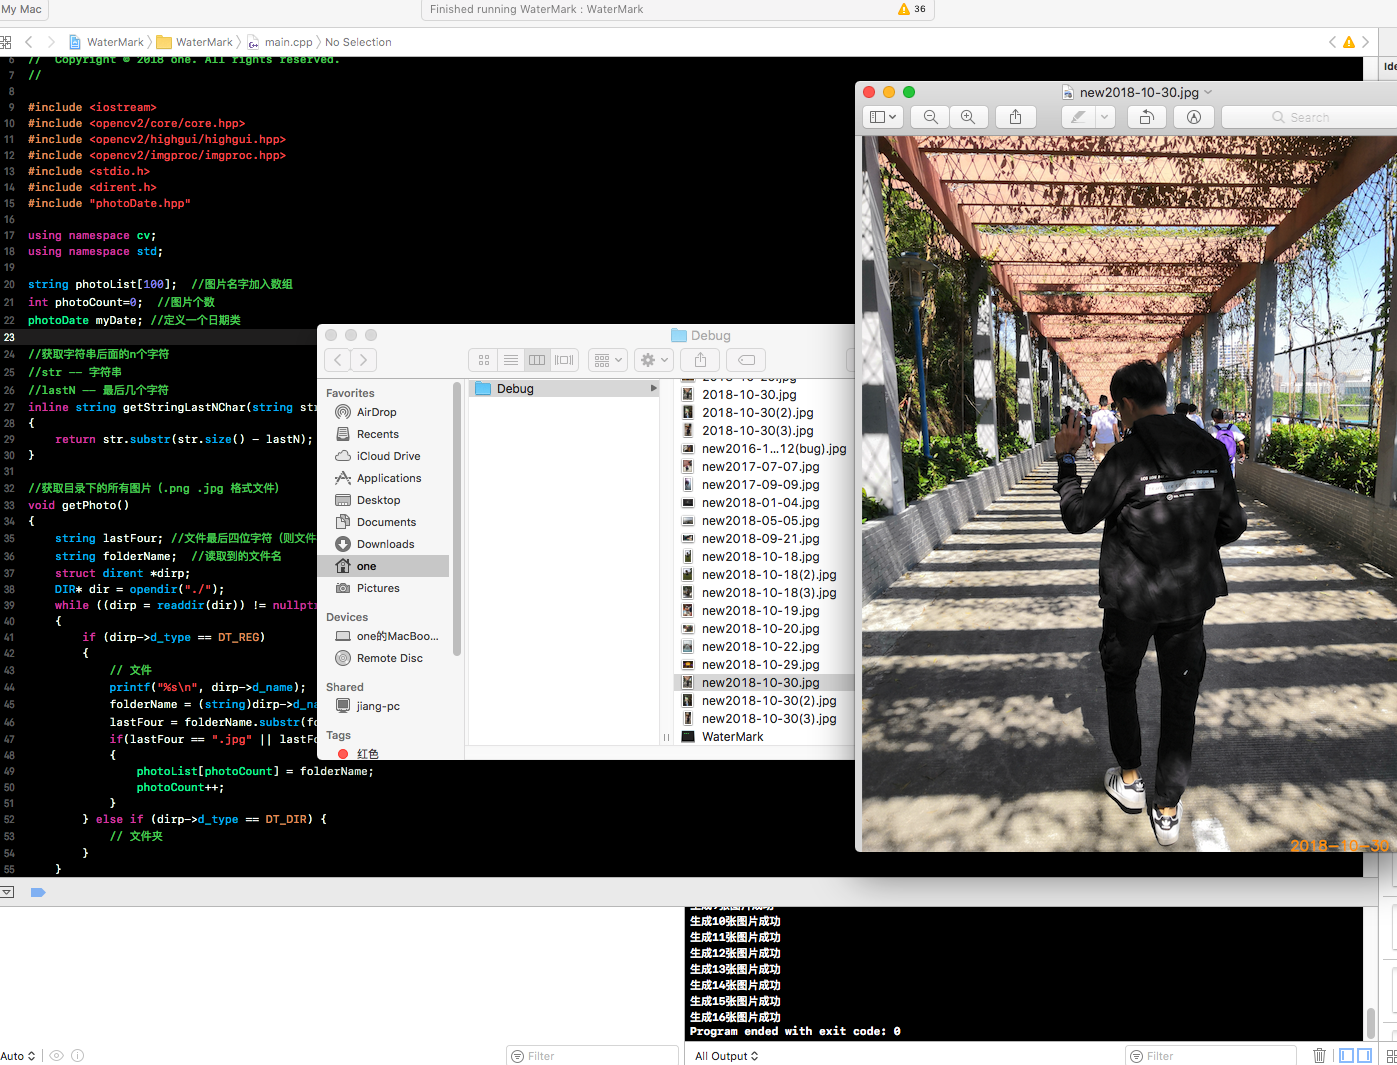 My Mac
Finished running WaterMark : WaterMark
36
WaterMark
WaterMark
main.cpp
No Selection
Ide
6 // Copyright © 2018 one. All rights reserved.
7 //
8
9 #include <iostream>
10 #include <opencv2/core/core.hpp>
11 #include <opencv2/highgui/highgui.hpp>
12 #include <opencv2/imgproc/imgproc.hpp>
13 #include <stdio.h>
14 #include <dirent.h>
15 #include "photoDate.hpp"
16
17 using namespace cv;
18 using namespace std;
19
20 string photoList[100];  //图片名字加入数组
21 int photoCount=0;  //图片个数
22 photoDate myDate; //定义一个日期类
23
24 //获取字符串后面的n个字符
25 //str —— 字符串
26 //lastN —— 最后几个字符
27 inline string getStringLastNChar(string str
28 {
29 return str.substr(str.size() - lastN);
30 }
31
32 //获取目录下的所有图片 (.png .jpg 格式文件)
33 void getPhoto()
34 {
35 string lastFour; //文件最后四位字符 (则文件
36 string folderName;  //读取到的文件名
37 struct dirent *dirp;
38 DIR* dir = opendir("./");
39 while ((dirp = readdir(dir)) != nullpt
40 {
41 if (dirp->d_type == DT_REG)
42 {
43 // 文件
44 printf("%s\n", dirp->d_name);
45 folderName = (string)dirp->d_na
46 lastFour = folderName.substr(fo
47 if(lastFour == ".jpg" || lastFo
48 {
49 photoList[photoCount] = folderName;
50 photoCount++;
51 }
52 } else if (dirp->d_type == DT_DIR) {
53 // 文件夹
54 }
55 }
Debug
Favorites
AirDrop
Recents
iCloud Drive
Applications
Desktop
Documents
Downloads
one
Pictures
Devices
one的MacBoo...
Remote Disc
Shared
jiang-pc
Tags
红色
Debug
2018-10-30.jpg
2018-10-30(2).jpg
2018-10-30(3).jpg
new2016-1...12(bug).jpg
new2017-07-07.jpg
new2017-09-09.jpg
new2018-01-04.jpg
new2018-05-05.jpg
new2018-09-21.jpg
new2018-10-18.jpg
new2018-10-18(2).jpg
new2018-10-18(3).jpg
new2018-10-19.jpg
new2018-10-20.jpg
new2018-10-22.jpg
new2018-10-29.jpg
new2018-10-30.jpg
new2018-10-30(2).jpg
new2018-10-30(3).jpg
WaterMark
new2018-10-30.jpg
Search
2018-10-30
生成10张图片成功
生成11张图片成功
生成12张图片成功
生成13张图片成功
生成14张图片成功
生成15张图片成功
生成16张图片成功
Program ended with exit code: 0
Auto
Filter
All Output
Filter